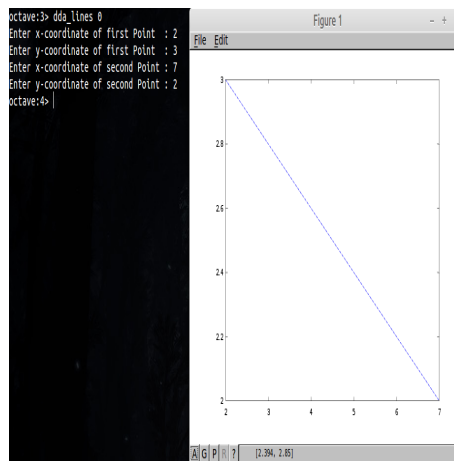 octave:3> dda_lines 0
Enter x-coordinate of first Point : 2
Enter y-coordinate of first Point : 3
Enter x-coordinate of second Point : 7
Enter y-coordinate of second Point : 2
octave:4>
Figure 1 - +
File Edit
3
2.8
2.6
2.4
2.2
2
2 3 4 5 6 7
A G P R ? [2.394, 2.85]